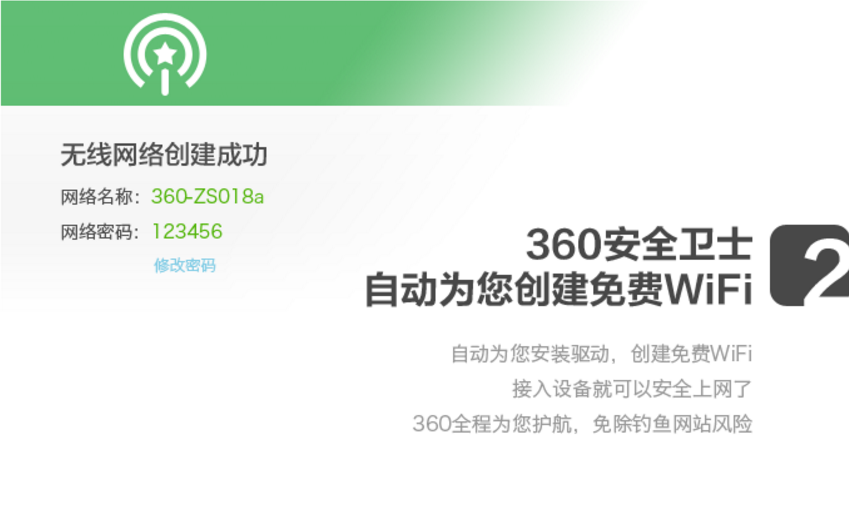 无线网络创建成功
网络名称：360-ZS018a
网络密码：123456
修改密码
360安全卫士
自动为您创建免费WiFi
2
自动为您安装驱动，创建免费WiFi
接入设备就可以安全上网了
360全程为您护航，免除钓鱼网站风险